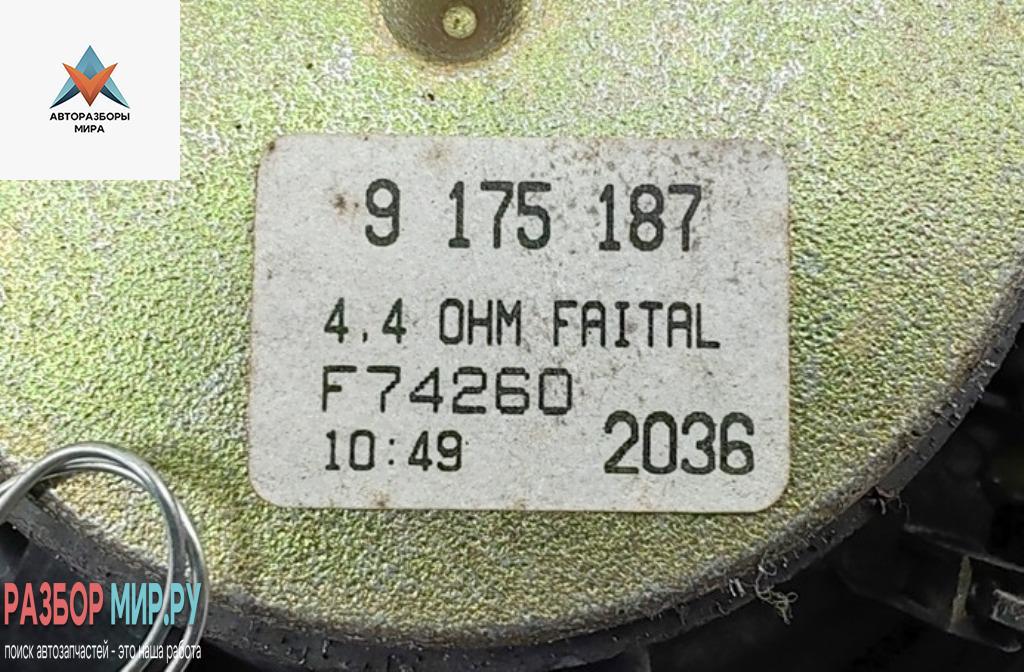 АВТОРАЗБОРЫ
МИРА
9 175 187
4.4 OHM FAITAL
F74260
10:49 2036
РАЗБОР МИР.РУ
поиск автозапчастей - это наша работа